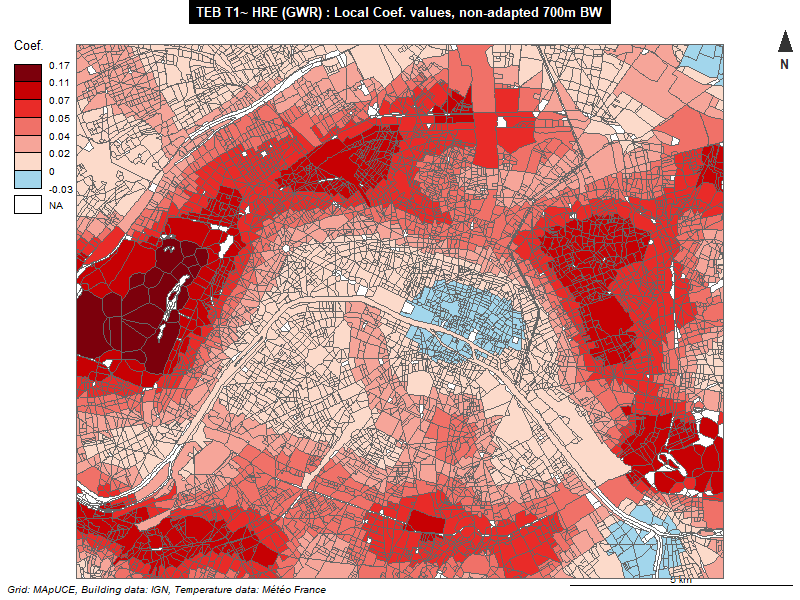 TEB T1~ HRE (GWR) : Local Coef. values, non-adapted 700m BW
Coef.
0.17
0.11
0.07
0.05
0.04
0.02
0
-0.03
NA
N
5 km
Grid: MApUCE, Building data: IGN, Temperature data: Météo France